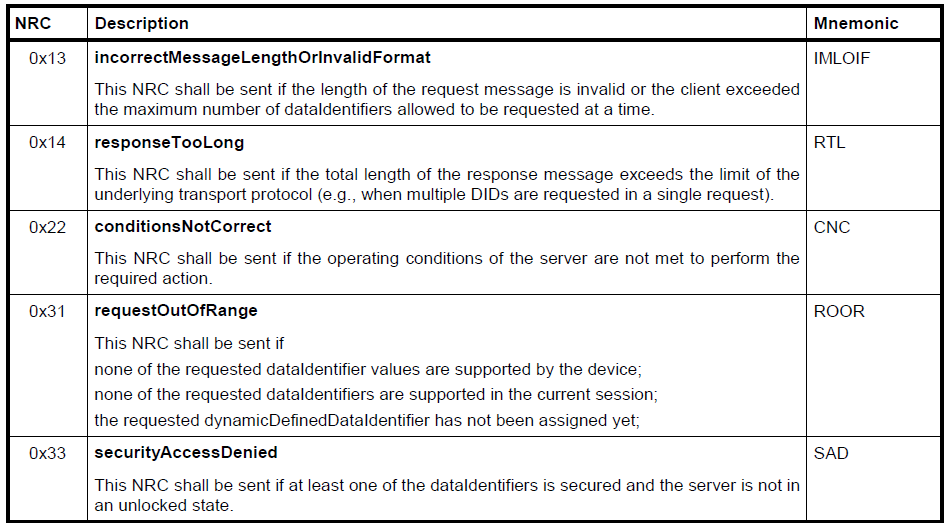 NRC Description Mnemonic
0x13 incorrectMessageLengthOrInvalidFormat IMLOIF
This NRC shall be sent if the length of the request message is invalid or the client exceeded
the maximum number of dataIdentifiers allowed to be requested at a time.
0x14 responseTooLong RTL
This NRC shall be sent if the total length of the response message exceeds the limit of the
underlying transport protocol (e.g., when multiple DIDs are requested in a single request).
0x22 conditionsNotCorrect CNC
This NRC shall be sent if the operating conditions of the server are not met to perform the
required action.
0x31 requestOutOfRange ROOR
This NRC shall be sent if
none of the requested dataIdentifier values are supported by the device;
none of the requested dataIdentifiers are supported in the current session;
the requested dynamicDefinedDataIdentifier has not been assigned yet;
0x33 securityAccessDenied SAD
This NRC shall be sent if at least one of the dataIdentifiers is secured and the server is not in
an unlocked state.